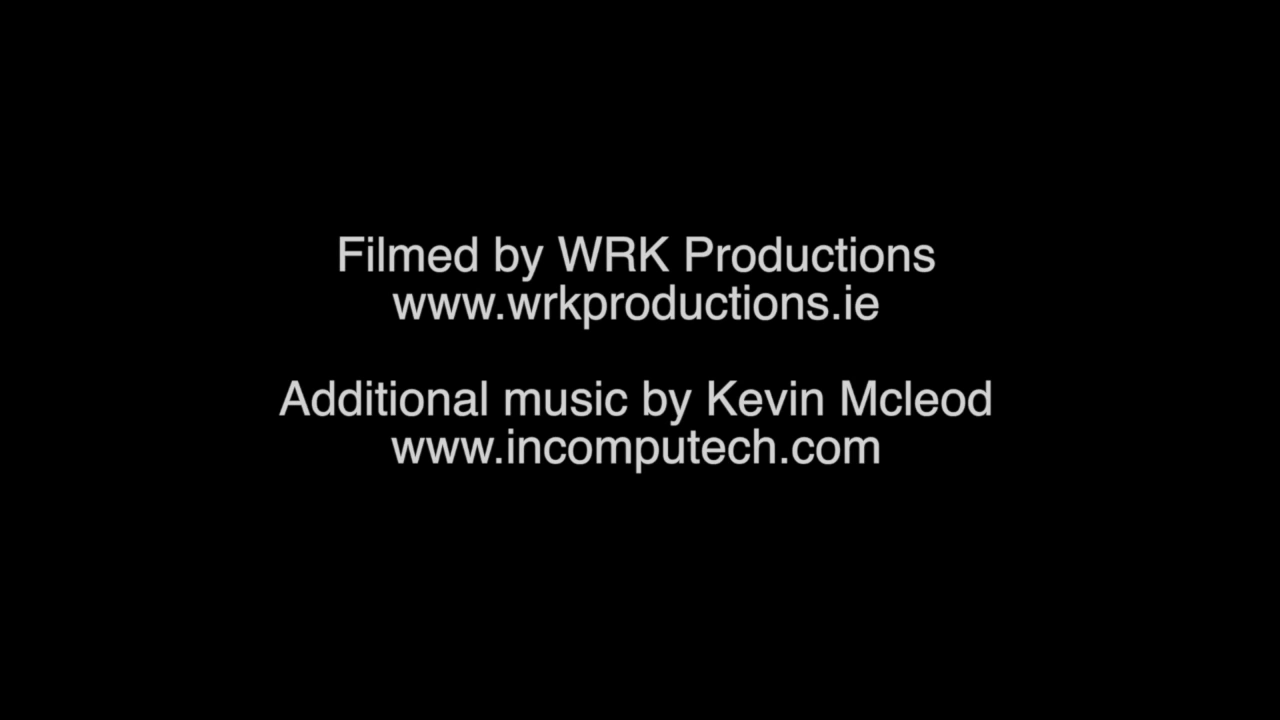 Filmed by WRK Productions
www.wrkproductions.ie
Additional music by Kevin Mcleod
www.incomputech.com